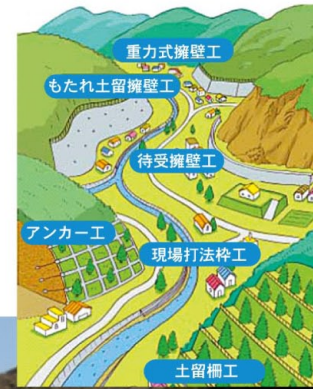 重力式擁壁工
もたれ土留擁壁工
待受擁壁工
アンカー工
現場打法枠工
土留柵工